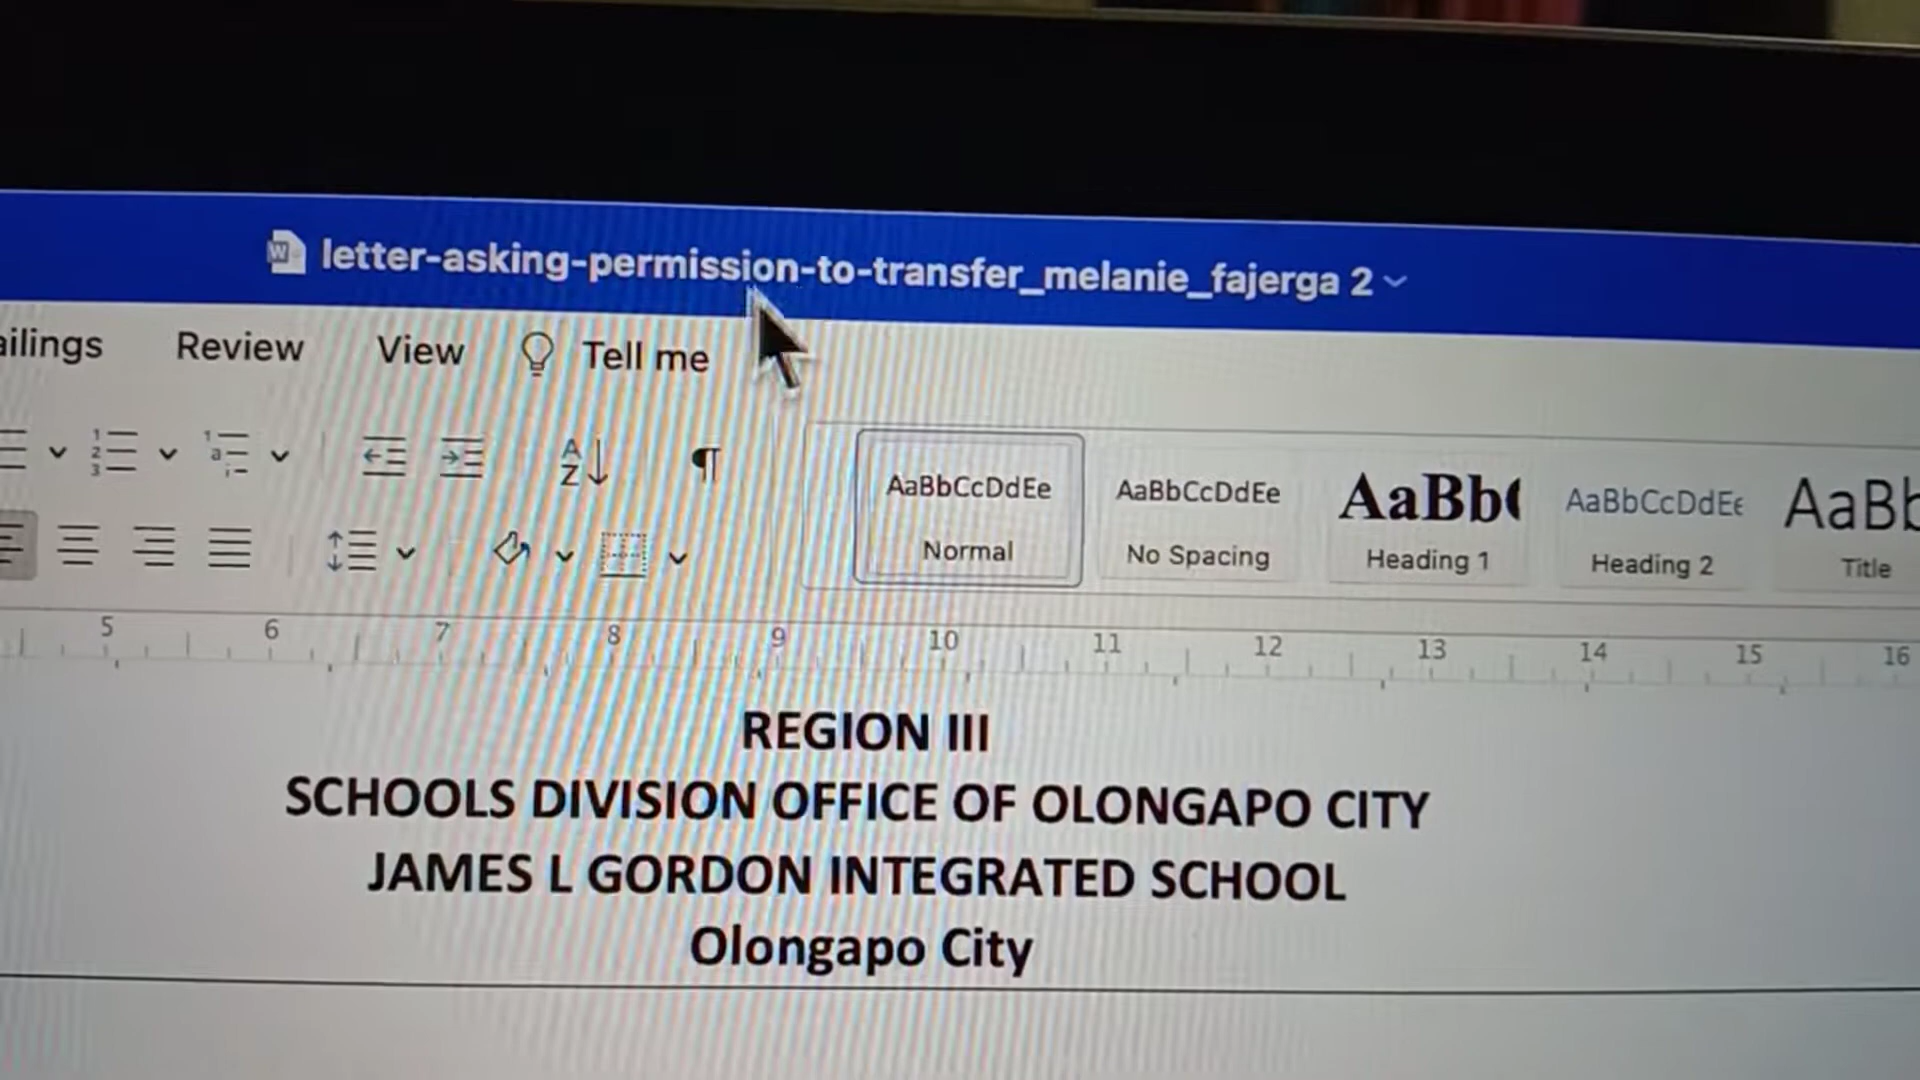 letter-asking-permission-to-transfer_melanie_fajerga 2
ailings Review View Tell me
AaBbCcDdEe AaBbCcDdEe AaBb( AaBbCcDdEe AaBb
Normal No Spacing Heading 1 Heading 2 Title
5 6 7 8 9 10 11 12 13 14 15 16
REGION III
SCHOOLS DIVISION OFFICE OF OLONGAPO CITY
JAMES L GORDON INTEGRATED SCHOOL
Olongapo City